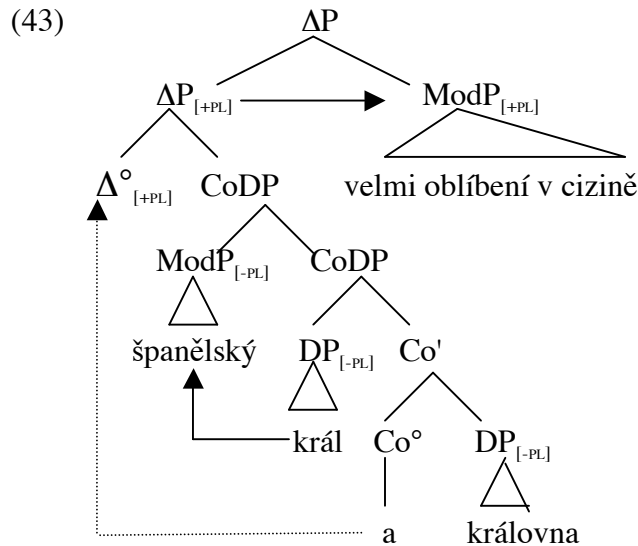 (43)
ΔP
ΔP[+PL] ModP[+PL]
Δ°[+PL] CoDP velmi oblíbení v cizině
ModP[-PL] CoDP
španělský DP[-PL] Co'
král Co° DP[-PL]
a královna